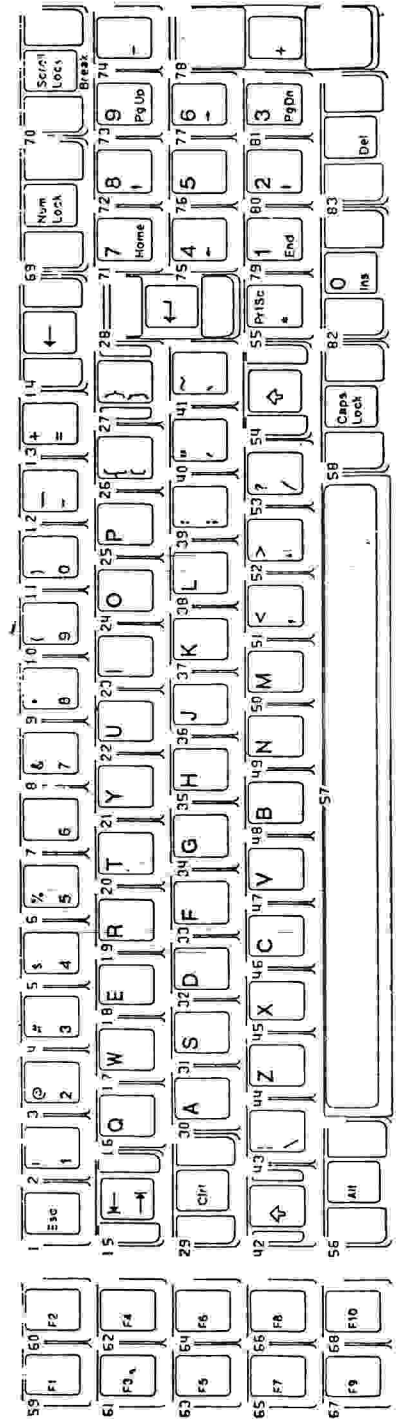 59 60 1 2 3 4 5 6 7 8 9 10 11 12 13 14 69 70
F1 F2 Esc ! 1 @ 2 # 3 $ 4 % 5 6 & 7 * 8 ( 9 ) 0 — - + = ← Num Lock Scroll Lock Break
61 62 15 16 17 18 19 20 21 22 23 24 25 26 27 28 71 72 73 74
F3 F4 Q W E R T Y U I O P { [ } ] ↵ 7 Home 8 ↑ 9 PgUp -
63 64 29 30 31 32 33 34 35 36 37 38 39 40 41 75 76 77 78
F5 F6 Ctrl A S D F G H J K L : ; " ' ~ ` 4 ← 5 6 → +
65 66 42 43 44 45 46 47 48 49 50 51 52 53 54 55 79 80 81
F7 F8 ⇧ | \ Z X C V B N M < , > . ? / ⇧ PrtSc * 1 End 2 ↓ 3 PgDn
67 68 56 57 58 82 83
F9 F10 Alt Caps Lock 0 Ins Del